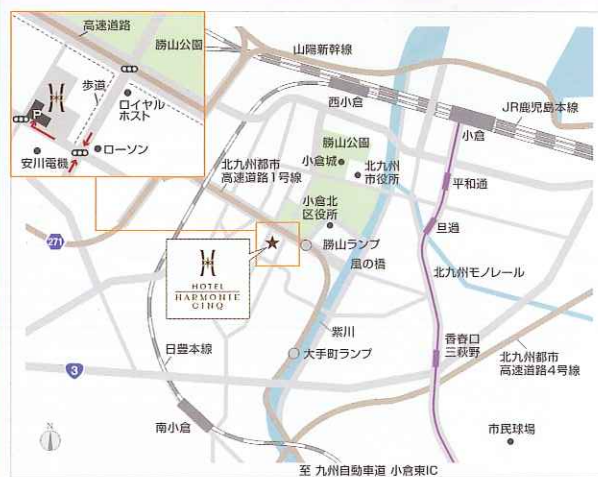 高速道路
勝山公園
歩道
ロイヤル
ホスト
P
安川電機
ローソン
山陽新幹線
西小倉
JR鹿児島本線
小倉
勝山公園
小倉城
北九州
市役所
北九州都市
高速道路1号線
平和通
小倉北
区役所
旦過
271
勝山ランプ
風の橋
北九州モノレール
HOTEL
HARMONIE
CINQ
紫川
日豊本線
大手町ランプ
香春口
三萩野
北九州都市
高速道路4号線
3
南小倉
市民球場
N
至 九州自動車道 小倉東IC